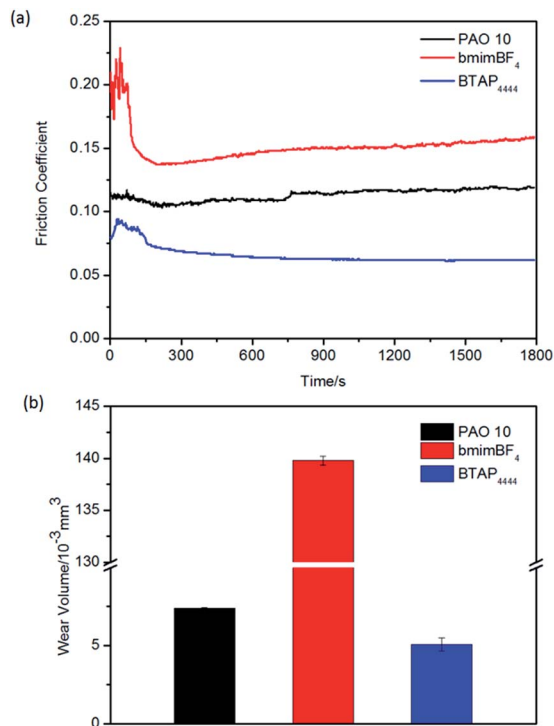 (a)
PAO 10
bmimBF₄
BTAP₄₄₄₄
0.25
0.20
0.15
0.10
0.05
0.00
Friction Coefficient
0 300 600 900 1200 1500 1800
Time/s
(b)
PAO 10
bmimBF₄
BTAP₄₄₄₄
145
140
135
130
5
0
Wear Volume/10⁻³mm³